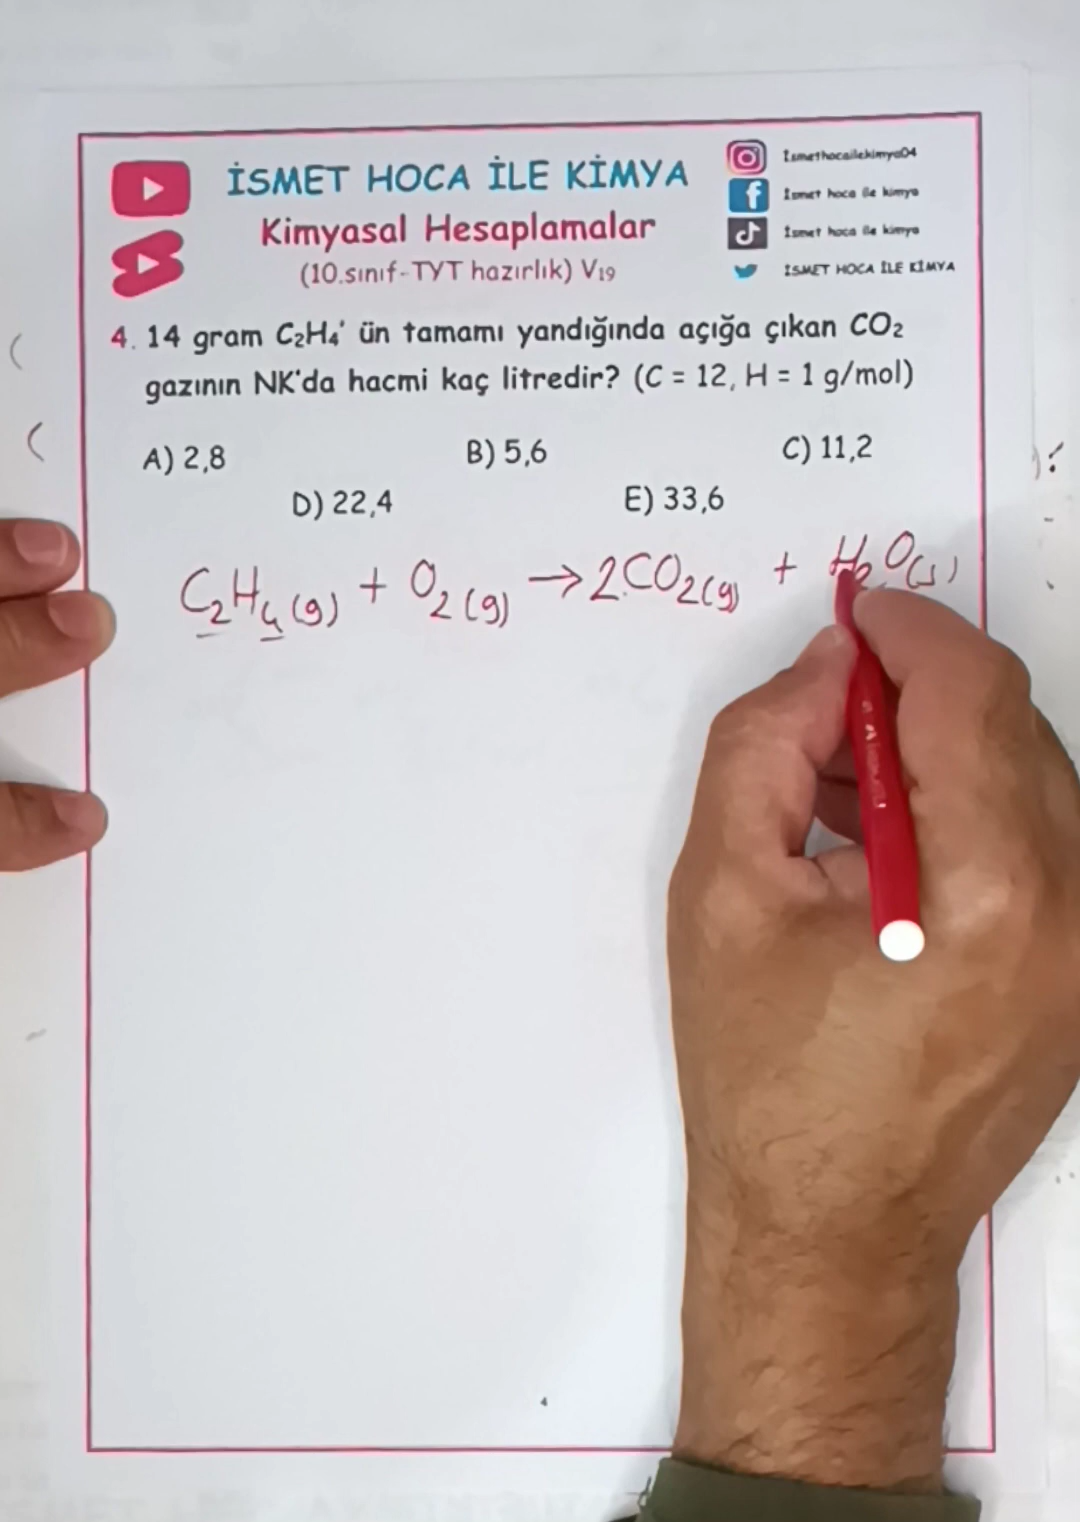 İSMET HOCA İLE KİMYA
Kimyasal Hesaplamalar
(10.sınıf-TYT hazırlık) V19
İsmethocailekimya04
İsmet hoca ile kimya
İsmet hoca ile kimya
İSMET HOCA İLE KİMYA
4. 14 gram C₂H₄' ün tamamı yandığında açığa çıkan CO₂
gazının NK'da hacmi kaç litredir? (C = 12, H = 1 g/mol)
A) 2,8 B) 5,6 C) 11,2
D) 22,4 E) 33,6
C₂H₄(g) + O₂(g) → 2CO₂(g) + H₂O(s)
4